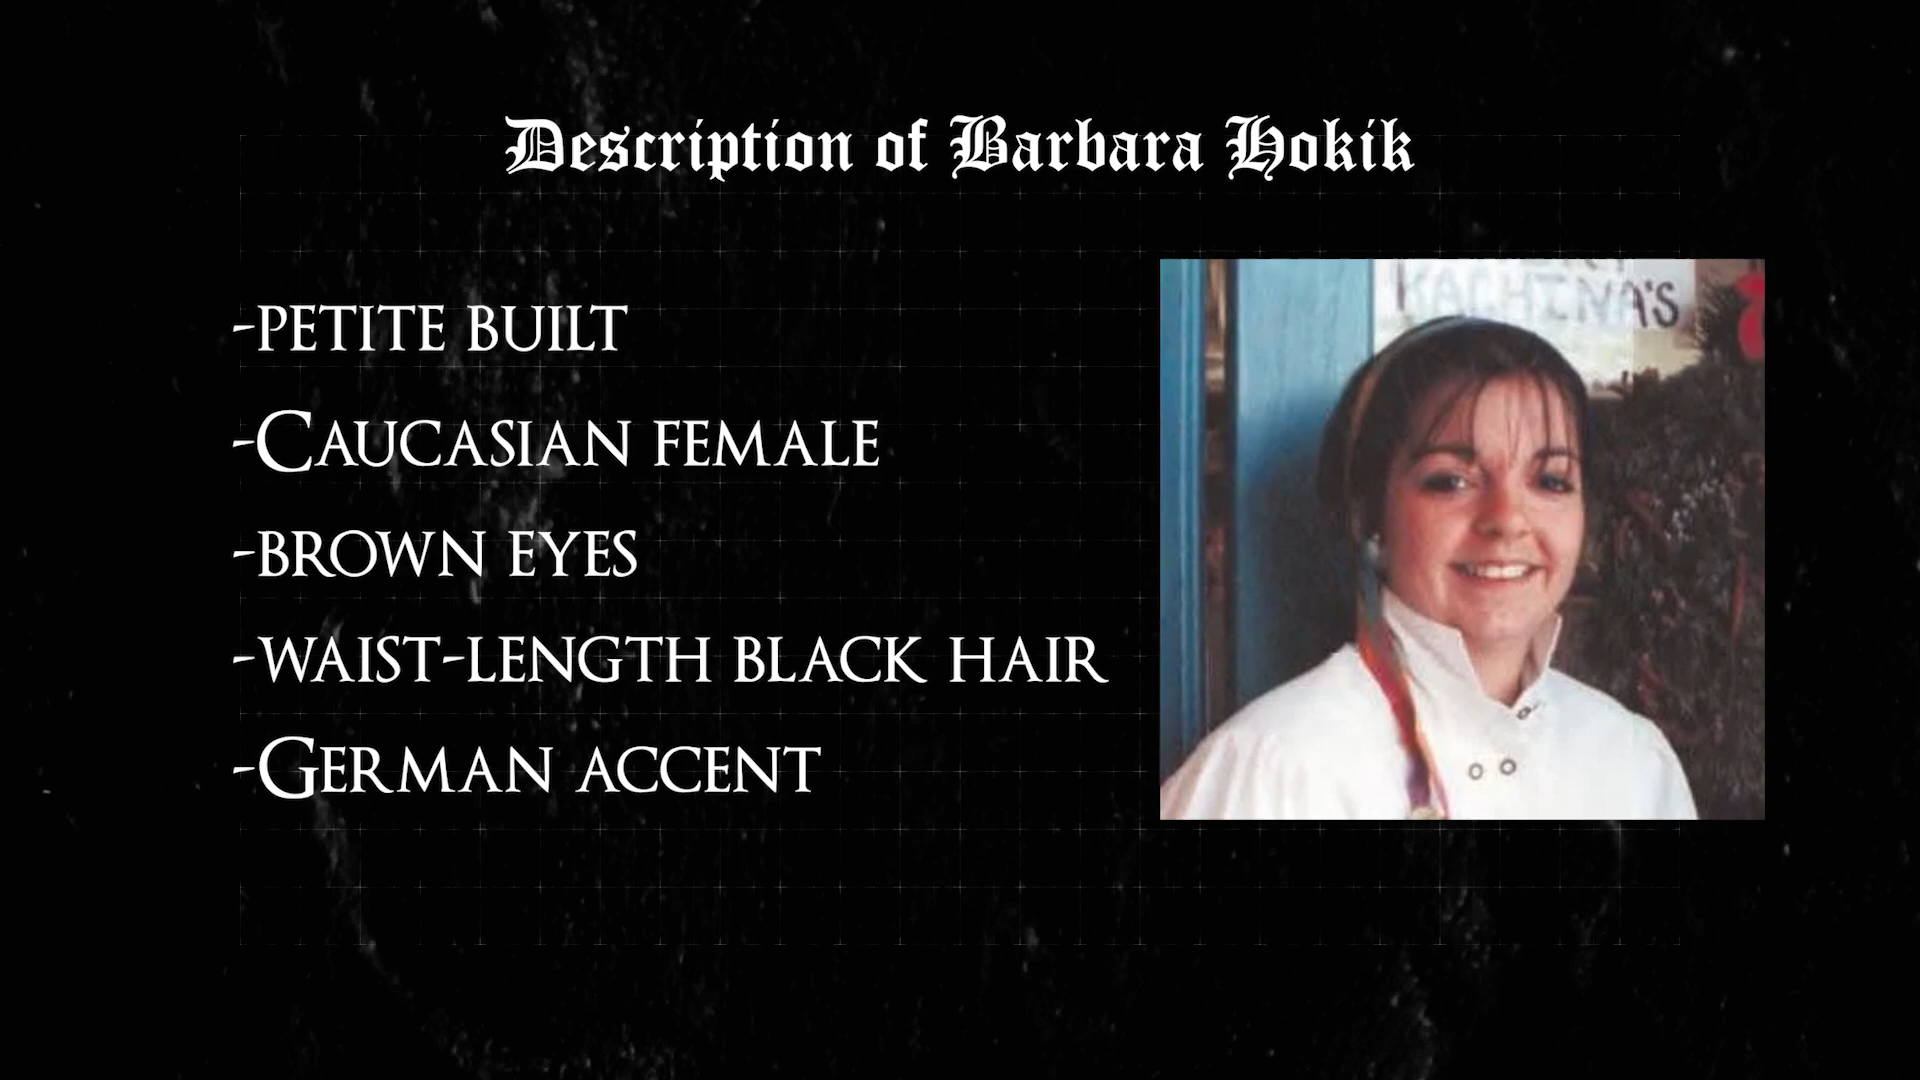 Description of Barbara Hokik
-PETITE BUILT
-CAUCASIAN FEMALE
-BROWN EYES
-WAIST-LENGTH BLACK HAIR
-GERMAN ACCENT
KACHINA'S